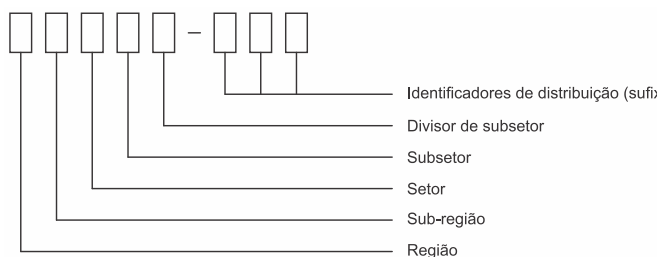 –
Identificadores de distribuição (sufix
Divisor de subsetor
Subsetor
Setor
Sub-região
Região